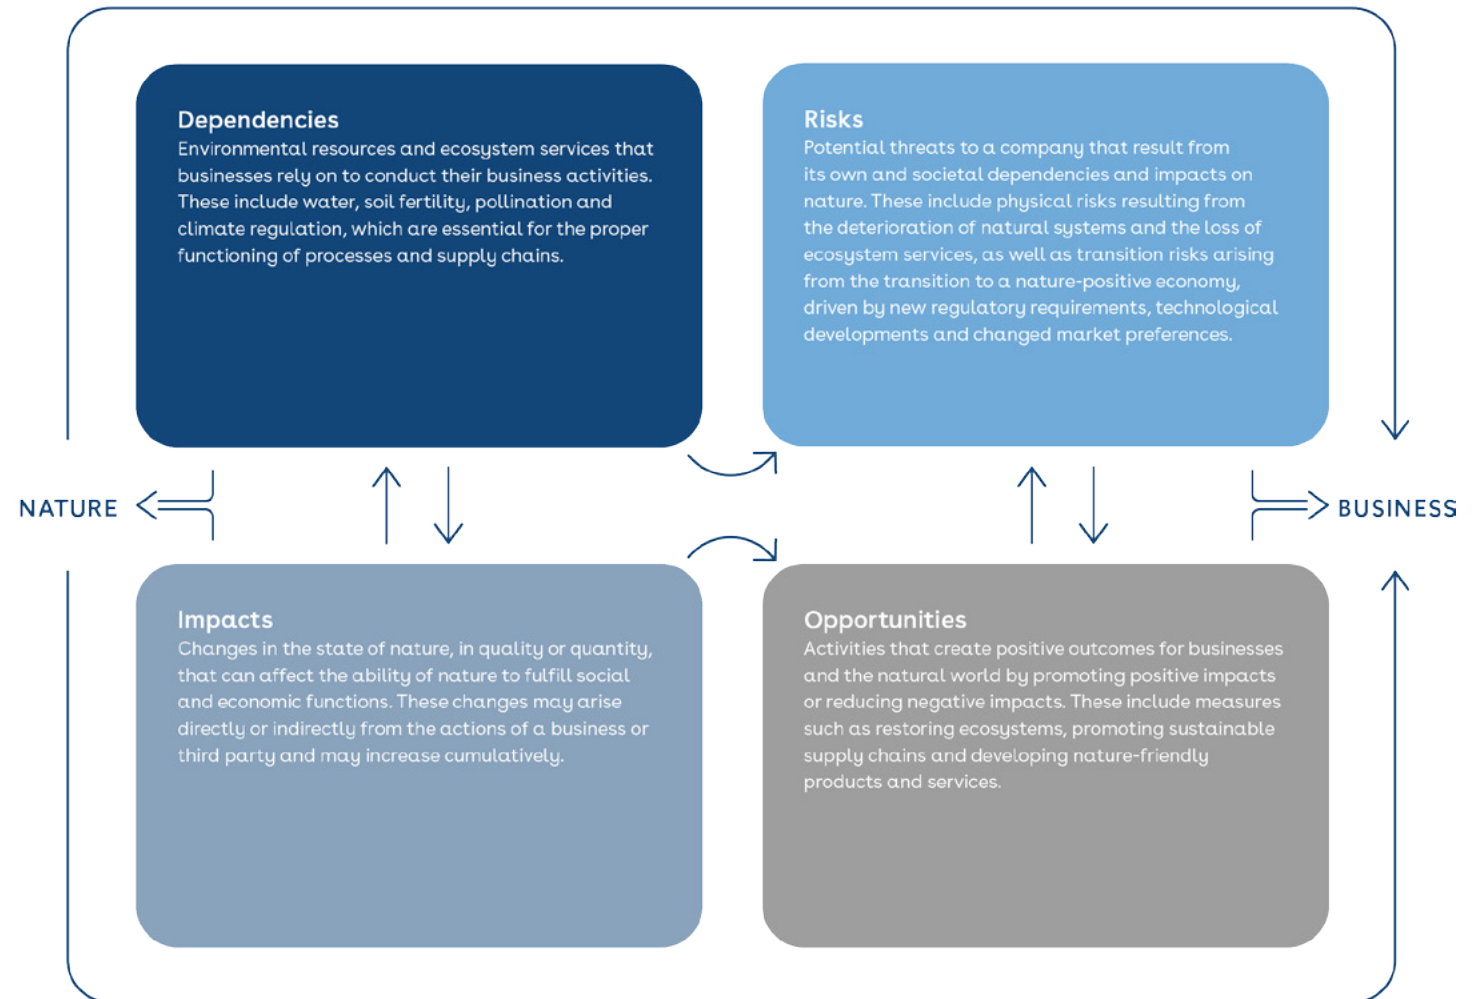 Dependencies
Environmental resources and ecosystem services that
businesses rely on to conduct their business activities.
These include water, soil fertility, pollination and
climate regulation, which are essential for the proper
functioning of processes and supply chains.
Risks
Potential threats to a company that result from
its own and societal dependencies and impacts on
nature. These include physical risks resulting from
the deterioration of natural systems and the loss of
ecosystem services, as well as transition risks arising
from the transition to a nature-positive economy,
driven by new regulatory requirements, technological
developments and changed market preferences.
NATURE
BUSINESS
Impacts
Changes in the state of nature, in quality or quantity,
that can affect the ability of nature to fulfill social
and economic functions. These changes may arise
directly or indirectly from the actions of a business or
third party and may increase cumulatively.
Opportunities
Activities that create positive outcomes for businesses
and the natural world by promoting positive impacts
or reducing negative impacts. These include measures
such as restoring ecosystems, promoting sustainable
supply chains and developing nature-friendly
products and services.